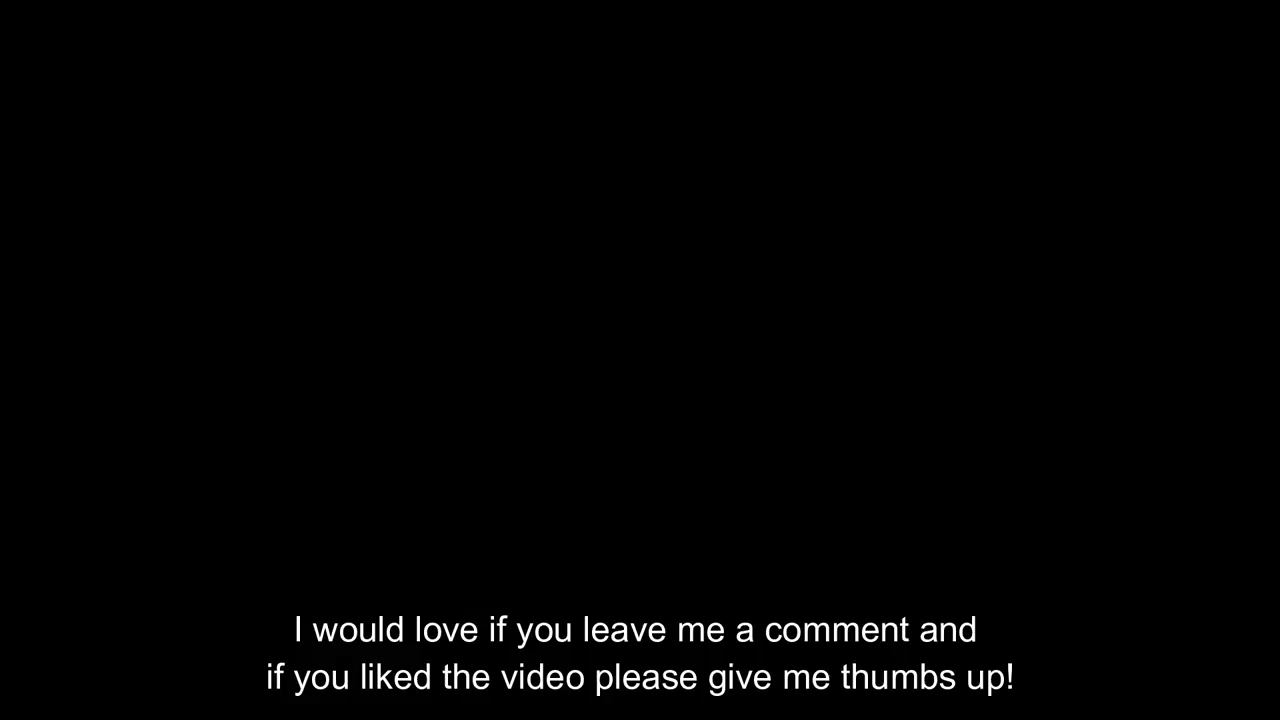 I would love if you leave me a comment and
if you liked the video please give me thumbs up!